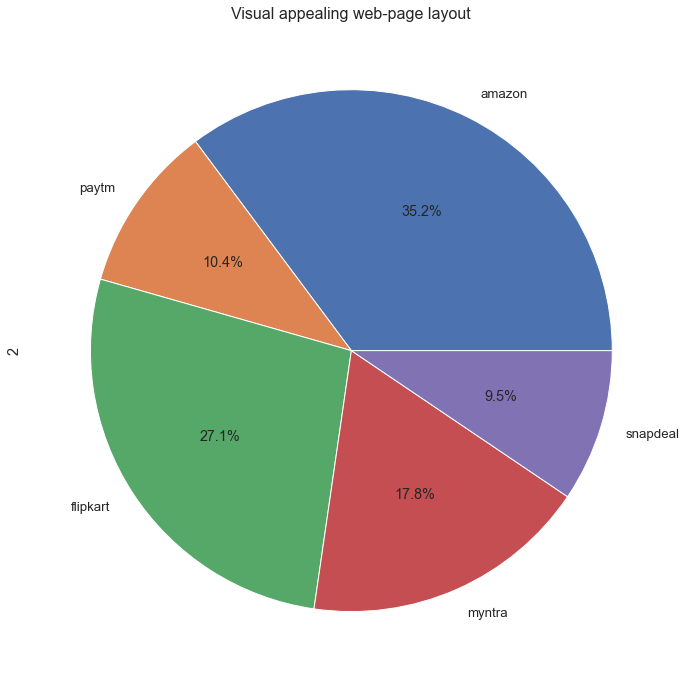 Visual appealing web-page layout
amazon
35.2%
paytm
10.4%
2
27.1%
flipkart
17.8%
myntra
9.5%
snapdeal